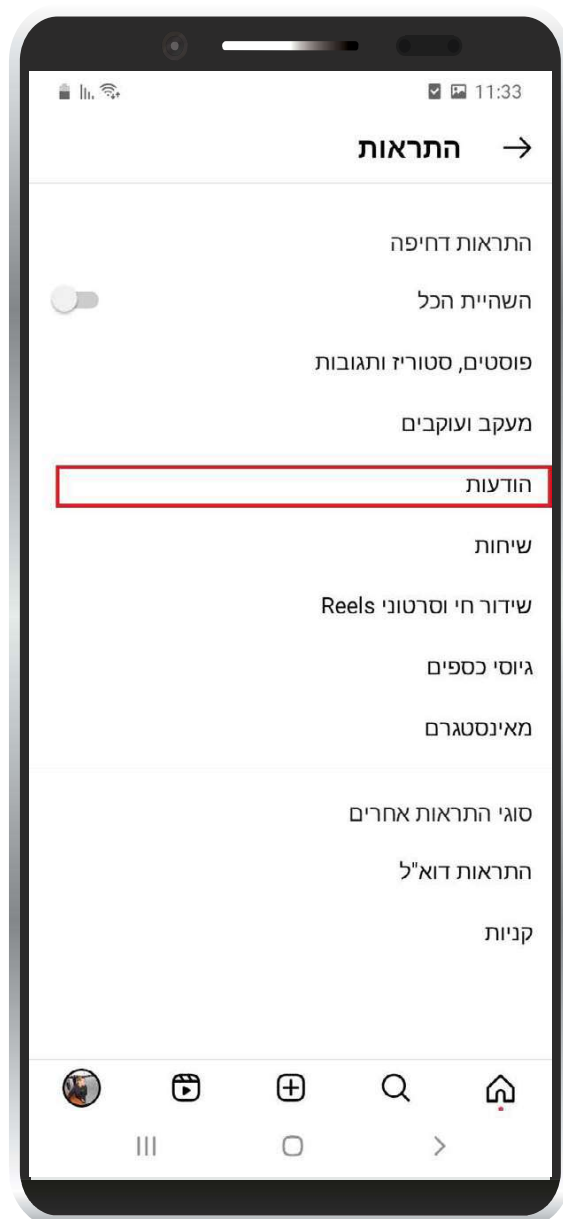 11:33
התראות
התראות דחיפה
השהיית הכל
פוסטים, סטוריז ותגובות
מעקב ועוקבים
הודעות
שיחות
שידור חי וסרטוני Reels
גיוסי כספים
מאינסטגרם
סוגי התראות אחרים
התראות דוא"ל
קניות